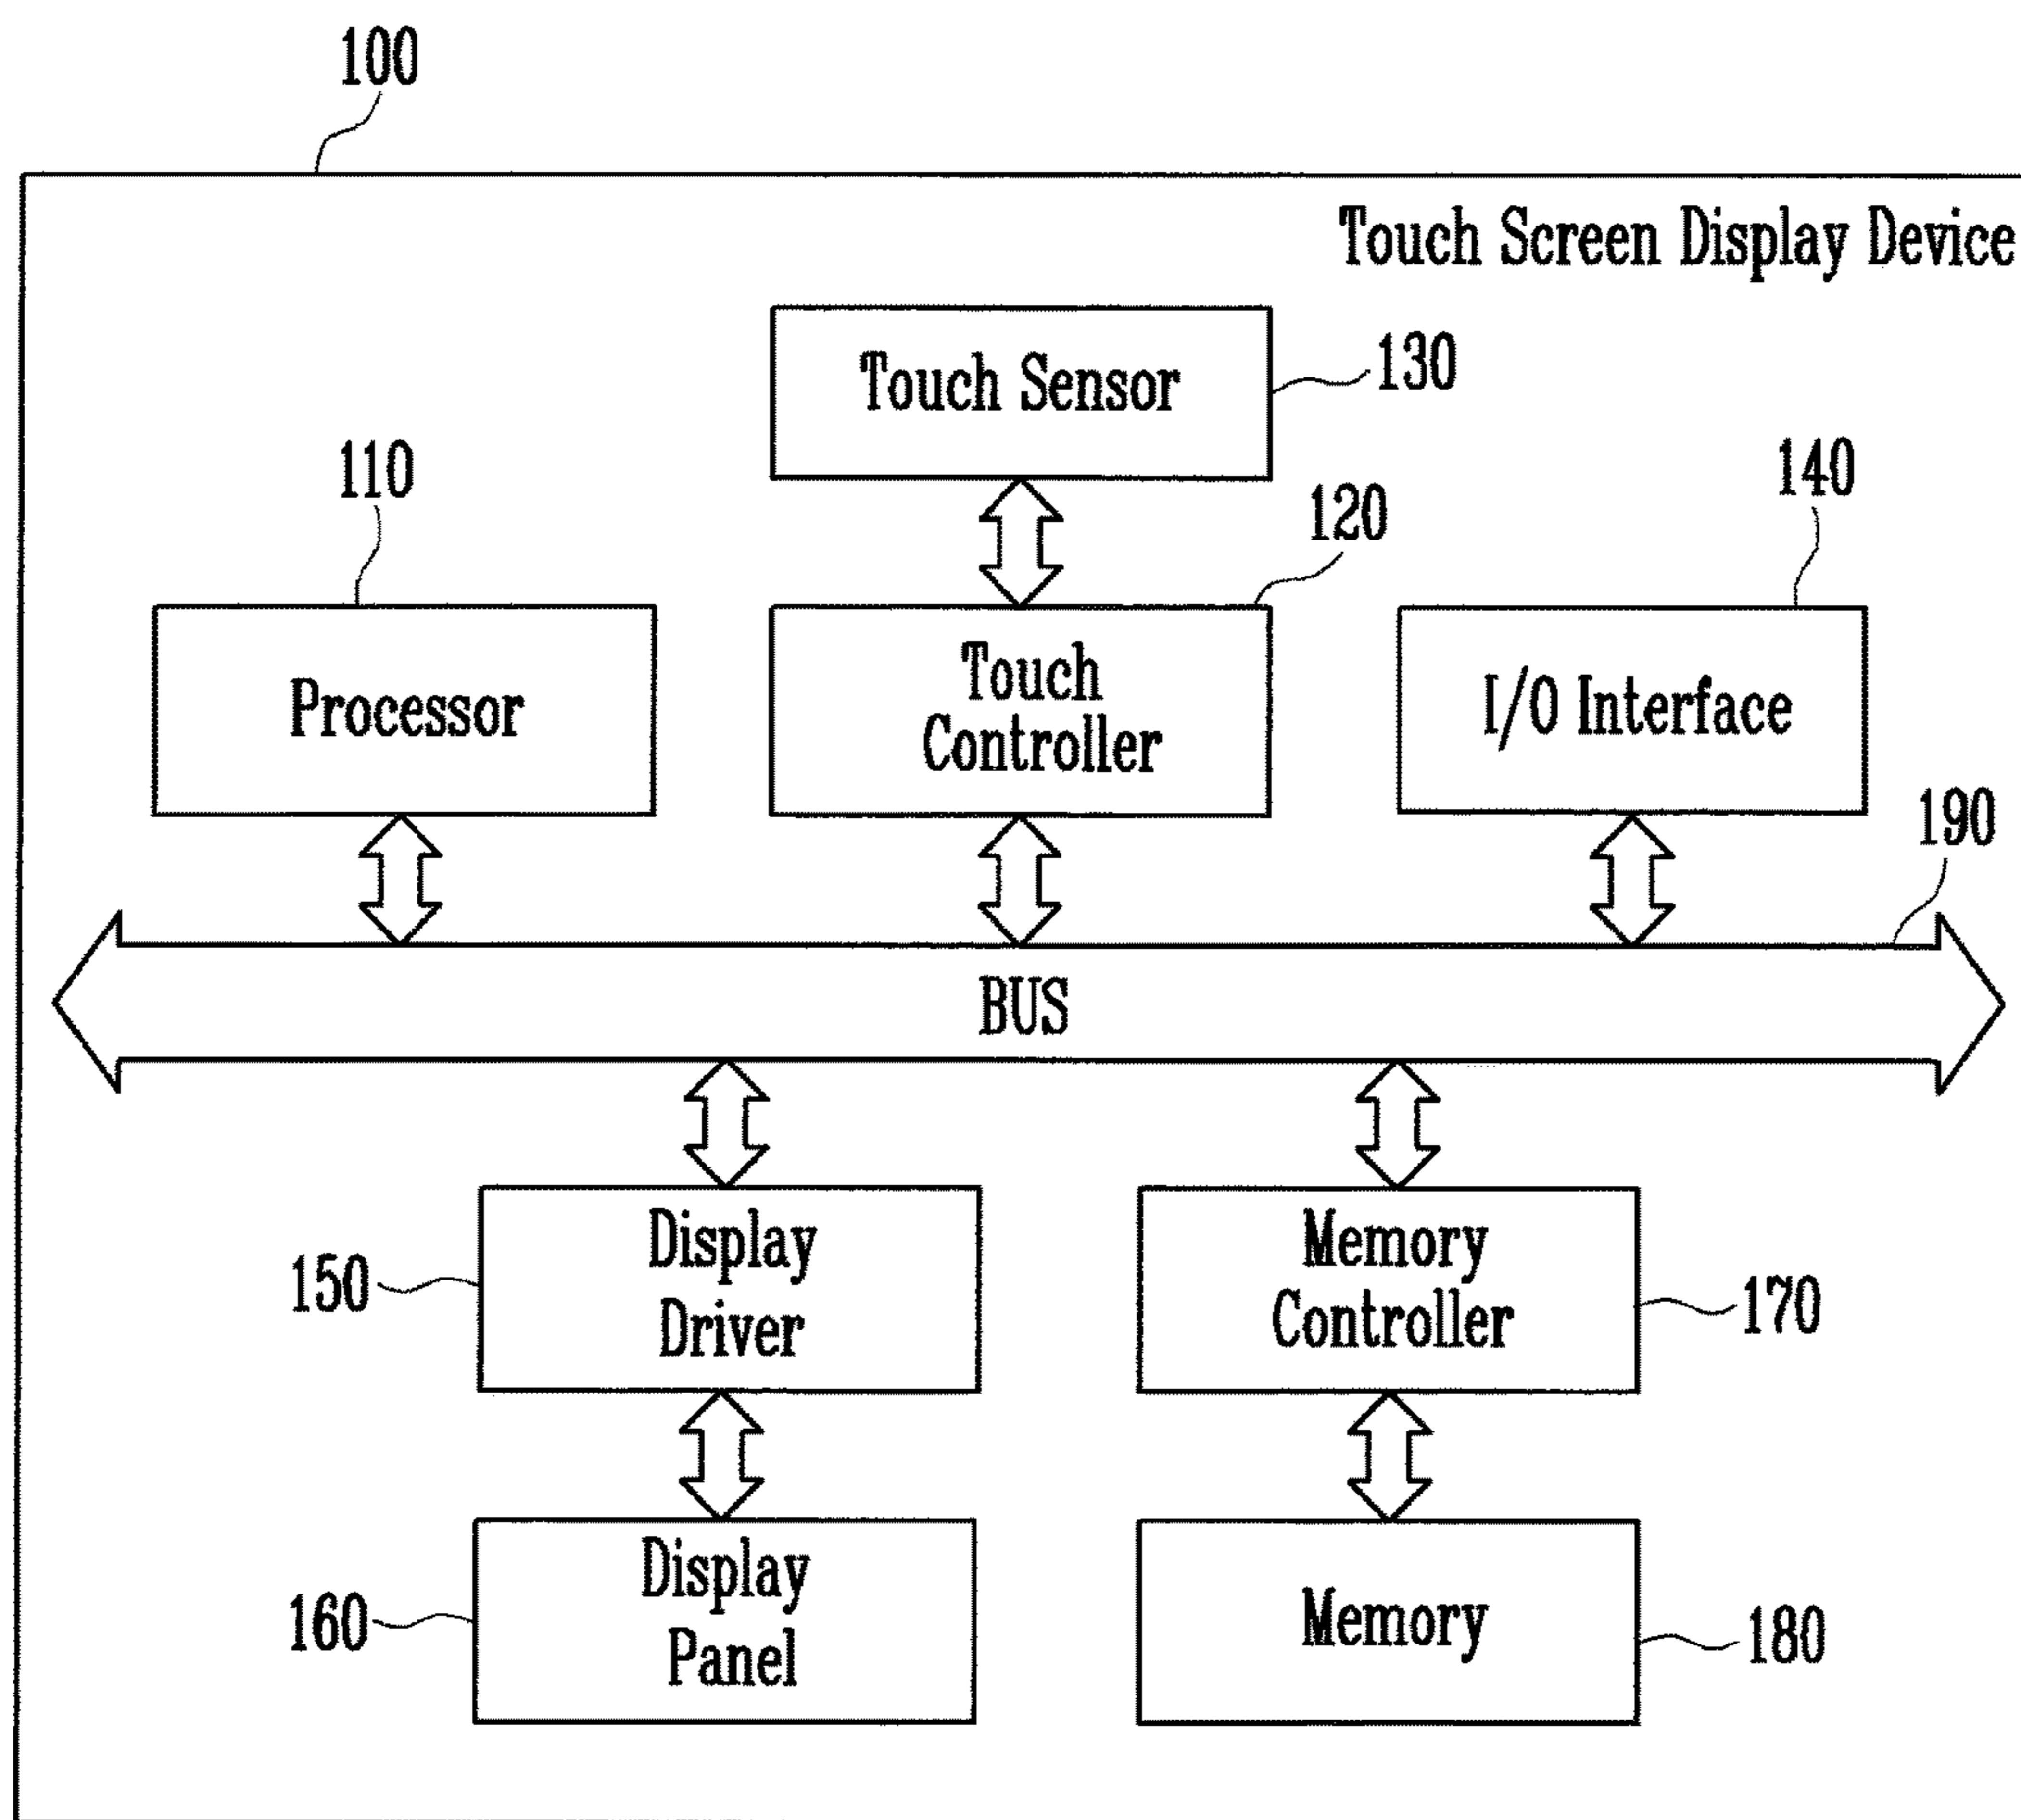 100
Touch Screen Display Device
Touch Sensor
130
110
120
140
Processor
Touch
Controller
I/O Interface
190
BUS
Display
Driver
150
Memory
Controller
170
Display
Panel
160
Memory
180